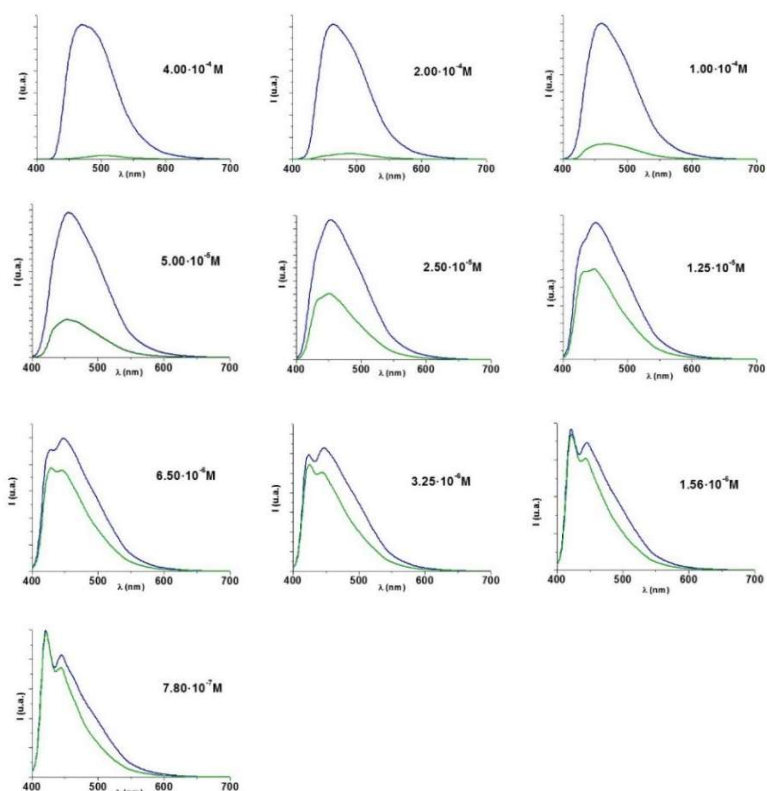 I (u.a.)
4.00·10⁻⁴M
400 450 500 550 600 700
λ (nm)
I (u.a.)
2.00·10⁻⁴M
400 500 600 700
λ (nm)
I (u.a.)
1.00·10⁻⁴M
400 500 600 700
λ (nm)
I (u.a.)
5.00·10⁻⁵M
400 500 600 700
λ (nm)
I (u.a.)
2.50·10⁻⁵M
400 500 600 700
λ (nm)
I (u.a.)
1.25·10⁻⁵M
400 500 600 700
λ (nm)
I (u.a.)
6.50·10⁻⁶M
400 500 600 700
λ (nm)
I (u.a.)
3.25·10⁻⁶M
400 500 600 700
λ (nm)
I (u.a.)
1.56·10⁻⁶M
400 500 600 700
λ (nm)
I (u.a.)
7.80·10⁻⁷M
400 500 600 700
λ (nm)